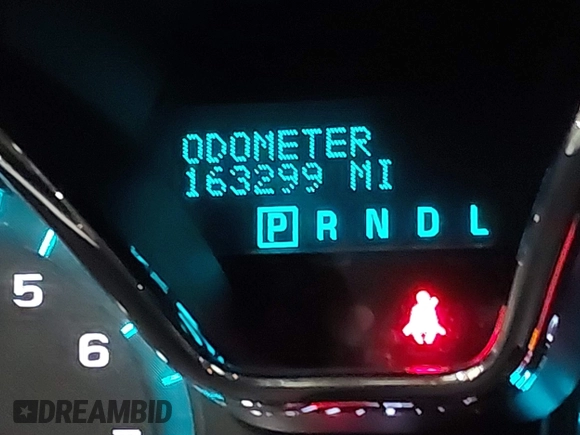 ODOMETER
163299 MI
P R N D L
5
6
DREAMBID